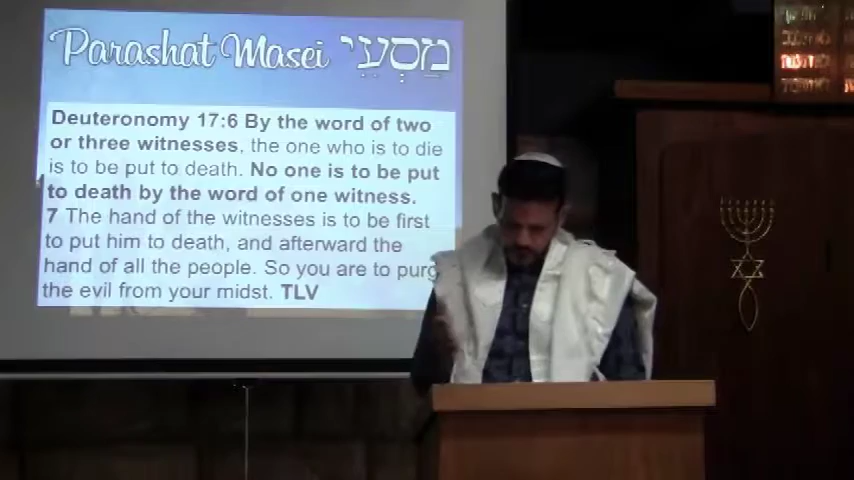 Parashat Masei מַסְעֵי
Deuteronomy 17:6 By the word of two
or three witnesses, the one who is to die
is to be put to death. No one is to be put
to death by the word of one witness.
7 The hand of the witnesses is to be first
to put him to death, and afterward the
hand of all the people. So you are to purg
the evil from your midst. TLV